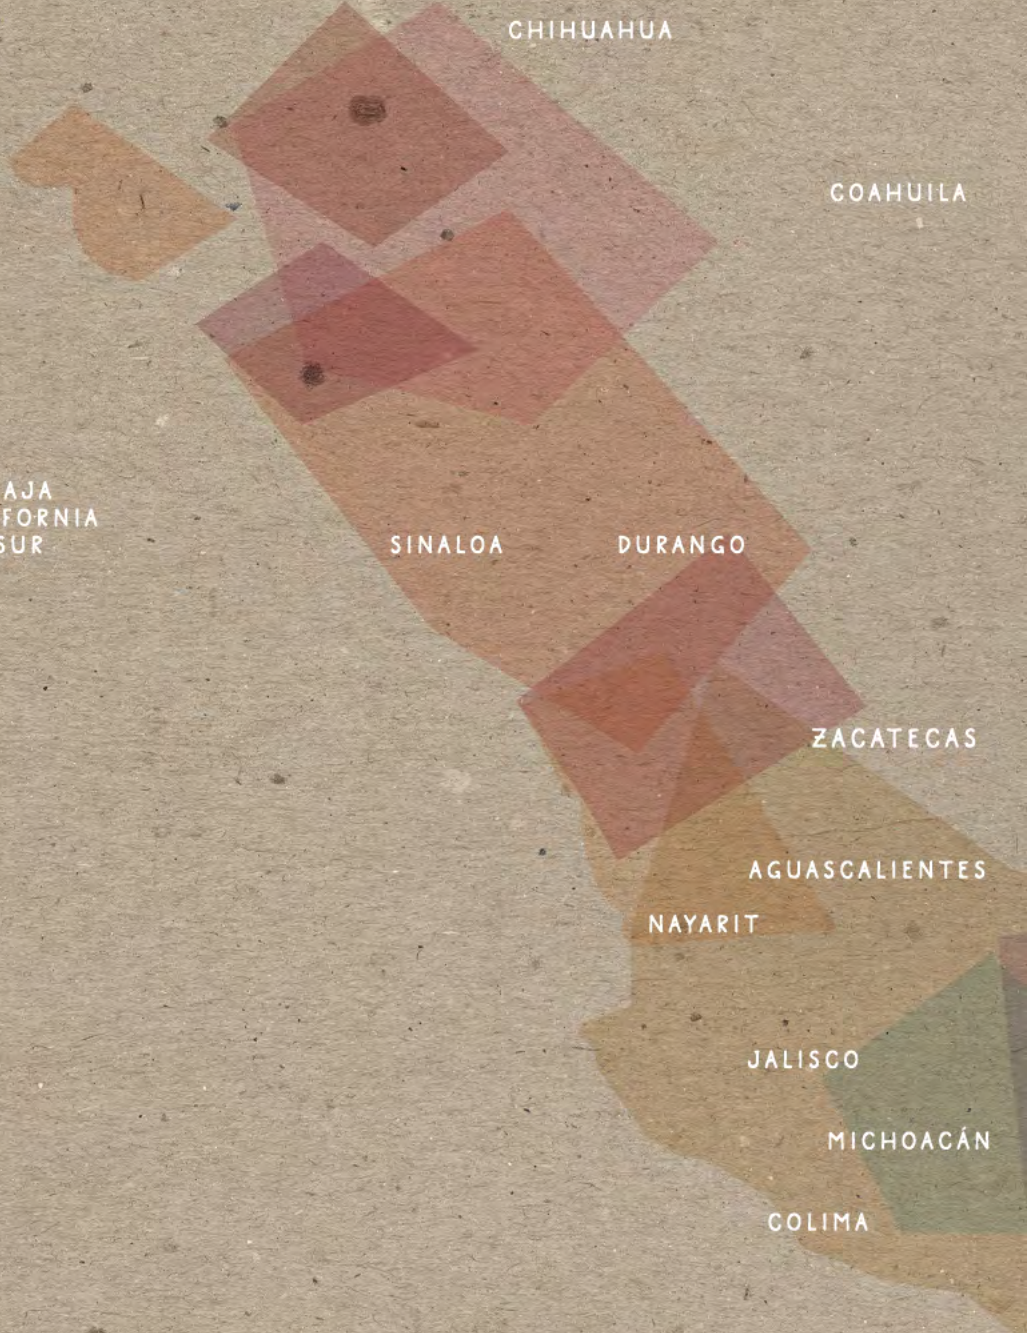 CHIHUAHUA
COAHUILA
AJA
FORNIA
SUR
SINALOA
DURANGO
ZACATECAS
AGUASCALIENTES
NAYARIT
JALISCO
MICHOACÁN
COLIMA